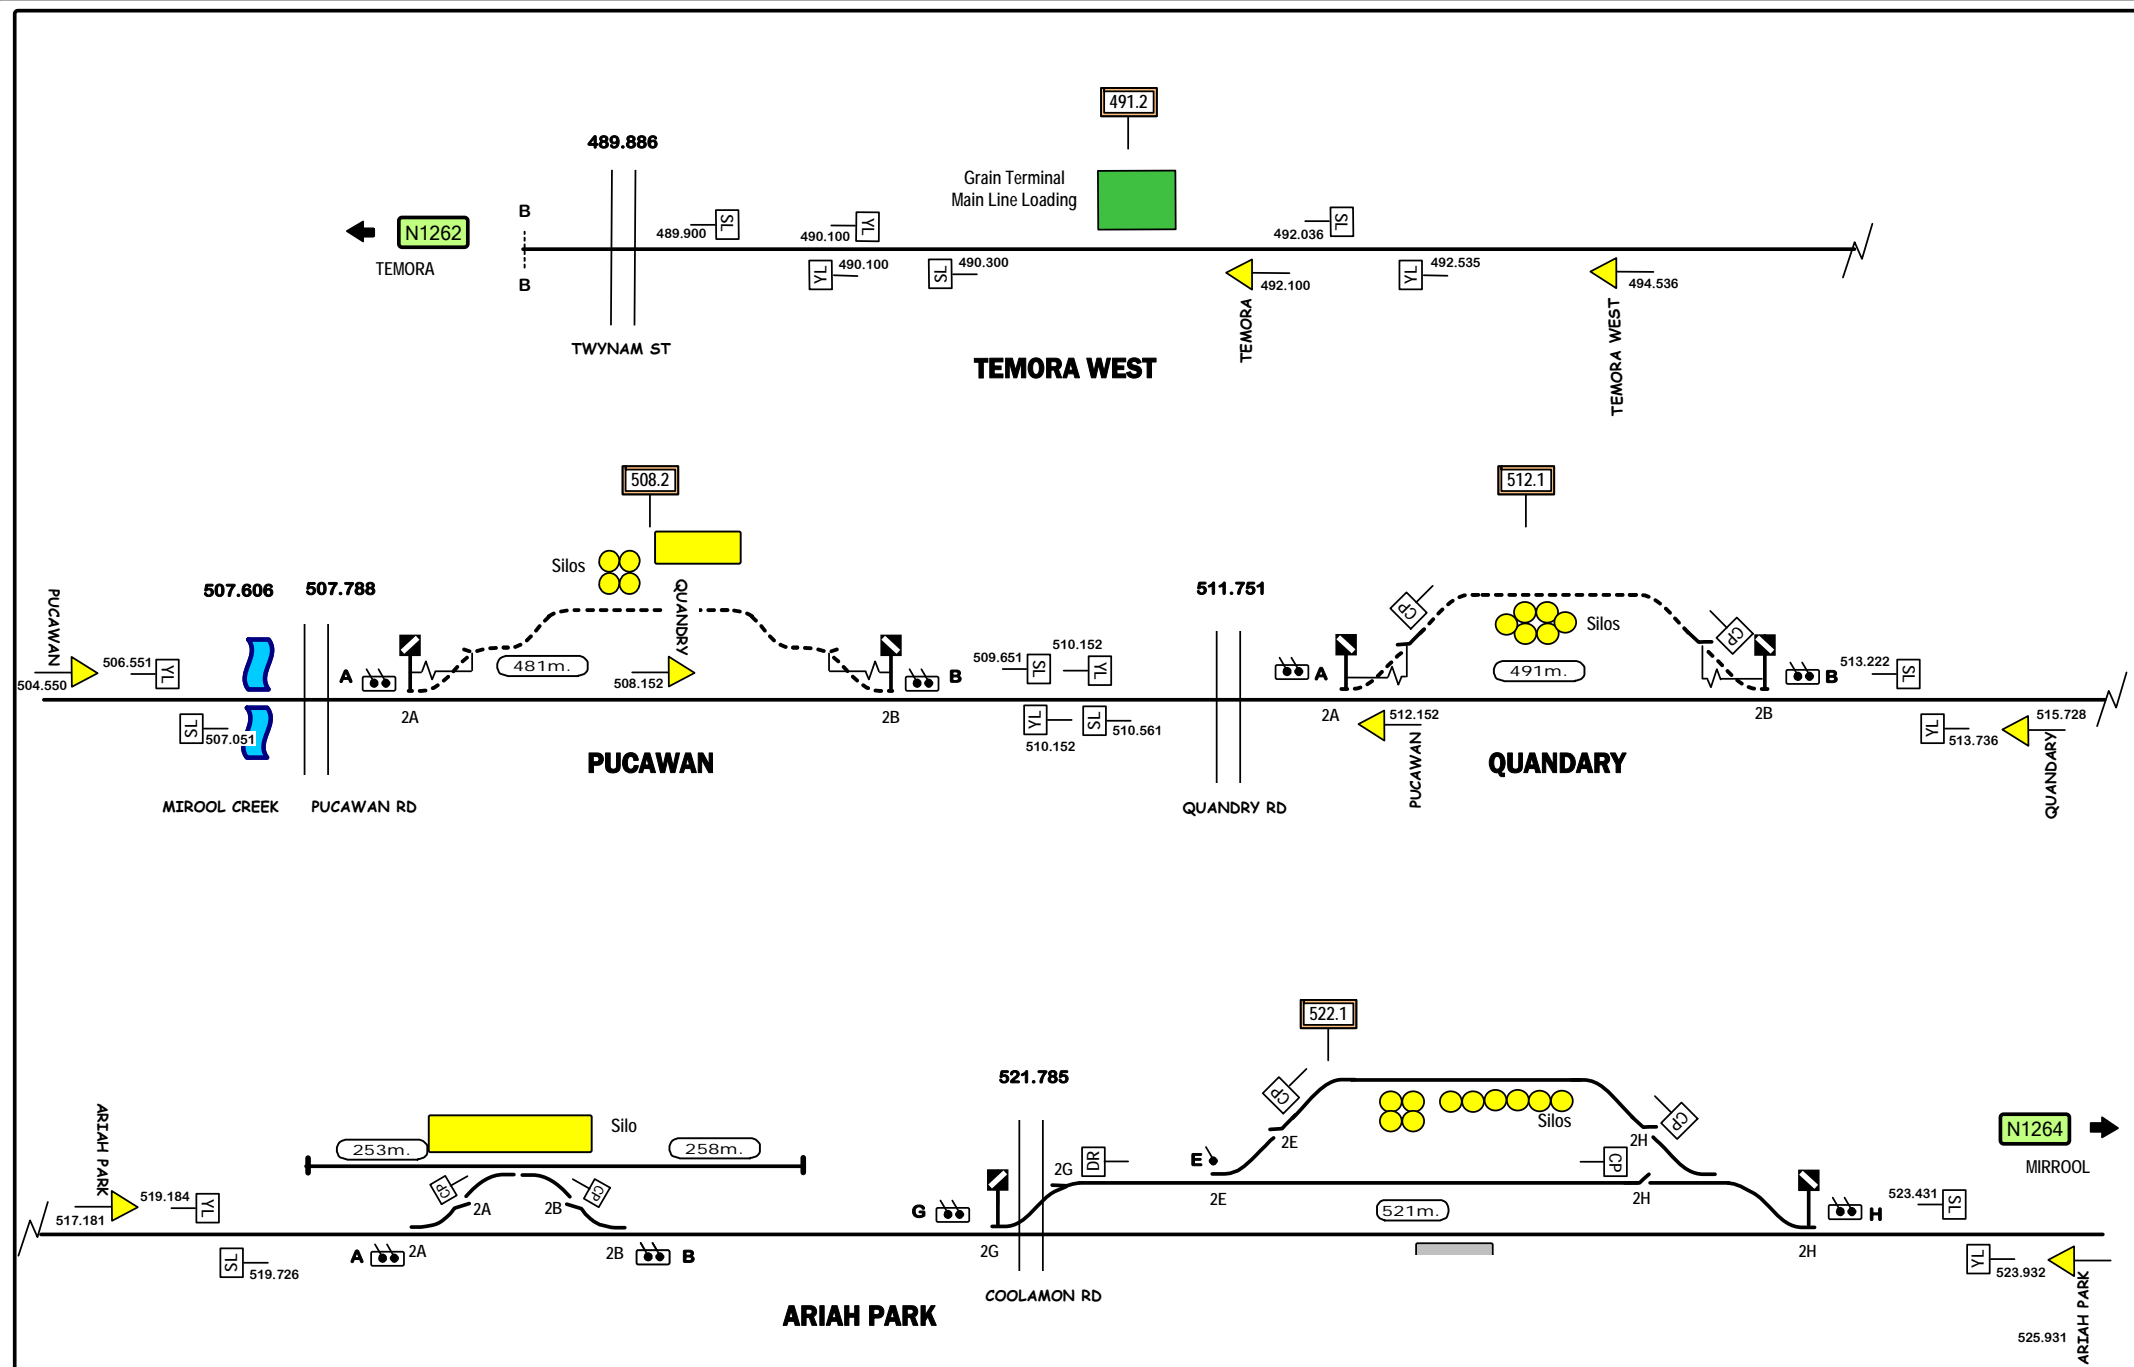 491.2
489.886
Grain Terminal
Main Line Loading
B
SL
YL
SL
N1262
489.900
490.100
492.036
TEMORA
YL
490.100
SL
490.300
492.100
YL
492.535
494.536
B
TWYNAM ST
TEMORA
TEMORA WEST
TEMORA WEST
508.2
512.1
Silos
507.606
507.788
QUANDRY
511.751
CP
Silos
CP
PUCAWAN
506.551
YL
A
481m.
508.152
B
509.651
SL
510.152
YL
A
491m.
B
513.222
SL
504.550
2A
2B
2A
2B
SL
507.051
YL
510.152
SL
510.561
512.152
YL
513.736
515.728
PUCAWAN
PUCAWAN
QUANDARY
QUANDARY
MIROOL CREEK
PUCAWAN RD
QUANDRY RD
522.1
521.785
CP
Silos
CP
ARIAH PARK
Silo
N1264
253m.
258m.
2E
2H
MIRROOL
2G
DR
E
CP
519.184
YL
CP
2A
2B
CP
2E
2H
517.181
G
521m.
H
523.431
SL
A
2A
2B
B
2G
2H
SL
519.726
YL
523.932
COOLAMON RD
ARIAH PARK
ARIAH PARK
525.931